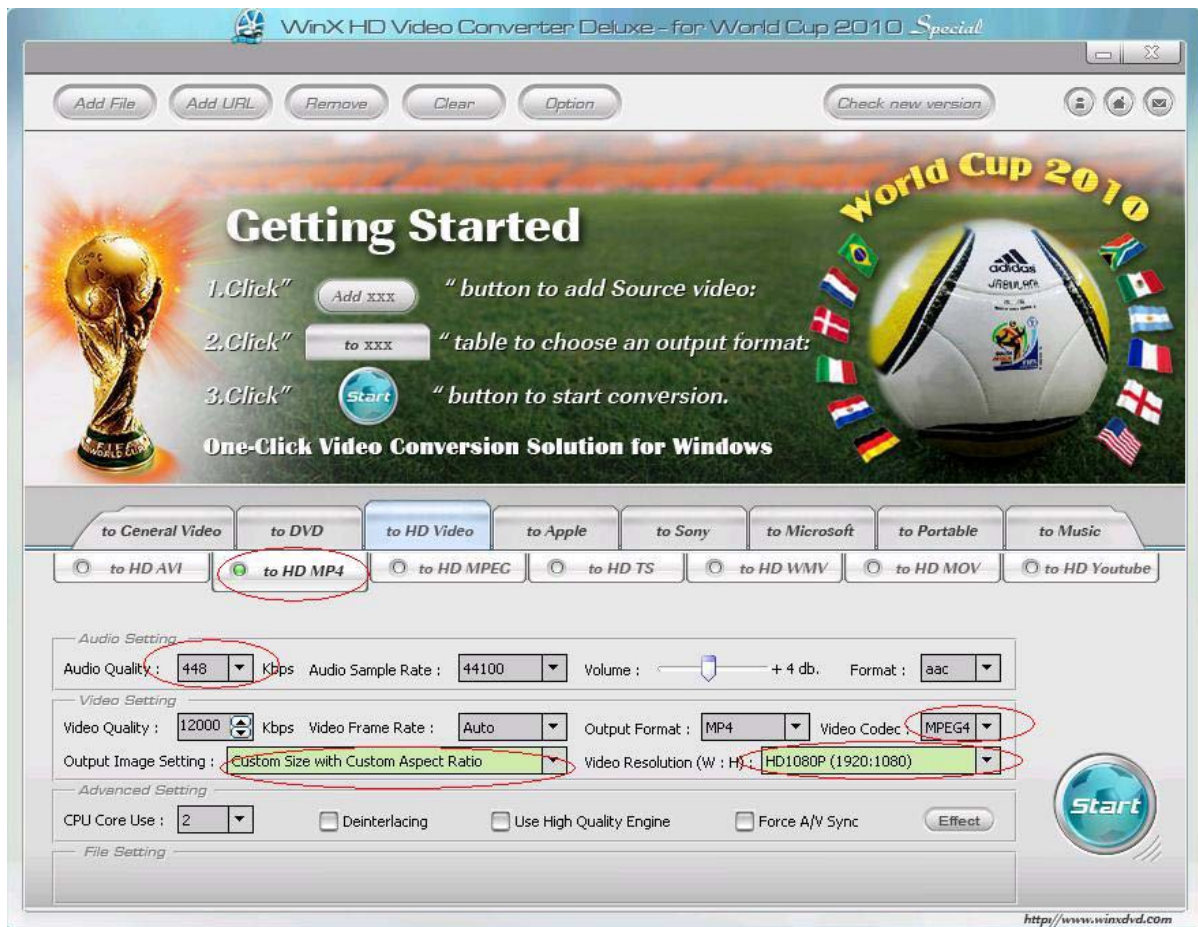 WinX HD Video Converter Deluxe - for World Cup 2010 Special
Add File Add URL Remove Clear Option Check new version
World Cup 2010
Getting Started
1.Click” Add xxx “ button to add Source video:
2.Click” to xxx “ table to choose an output format:
3.Click” Start “ button to start conversion.
One-Click Video Conversion Solution for Windows
adidas
JABULANI
FIFA
WORLD CUP
to General Video to DVD to HD Video to Apple to Sony to Microsoft to Portable to Music
to HD AVI to HD MP4 to HD MPEG to HD TS to HD WMV to HD MOV to HD Youtube
Audio Setting
Audio Quality : 448 Kbps Audio Sample Rate : 44100 Volume : + 4 db. Format : aac
Video Setting
Video Quality : 12000 Kbps Video Frame Rate : Auto Output Format : MP4 Video Codec : MPEG4
Output Image Setting : Custom Size with Custom Aspect Ratio Video Resolution (W : H) : HD1080P (1920:1080)
Advanced Setting
CPU Core Use : 2 Deinterlacing Use High Quality Engine Force A/V Sync Effect
Start
File Setting
http://www.winxdvd.com